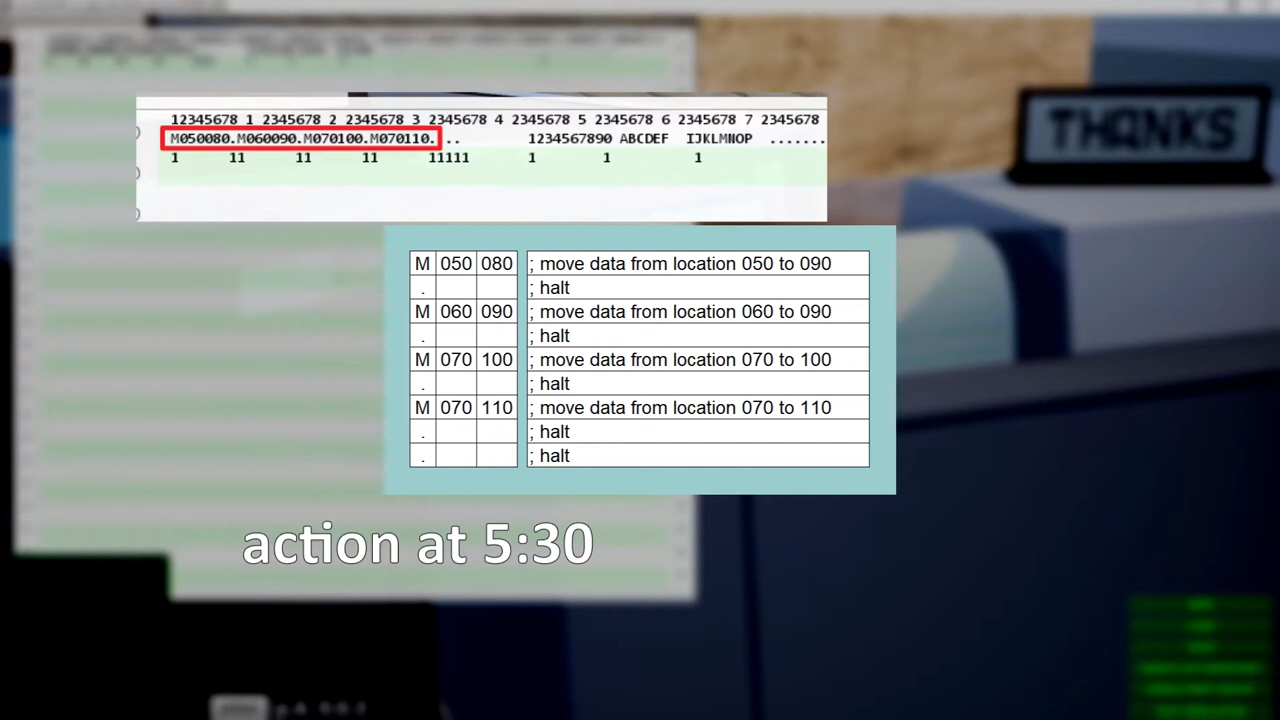 THANKS
12345678 1 2345678 2 2345678 3 2345678 4 2345678 5 2345678 6 2345678 7 2345678
M050080.M060090.M070100.M070110... 1234567890 ABCDEF IJKLMNOP .......
1 11 11 11 11111 1 1 1
M 050 080 ; move data from location 050 to 090
. ; halt
M 060 090 ; move data from location 060 to 090
. ; halt
M 070 100 ; move data from location 070 to 100
. ; halt
M 070 110 ; move data from location 070 to 110
. ; halt
. ; halt
action at 5:30